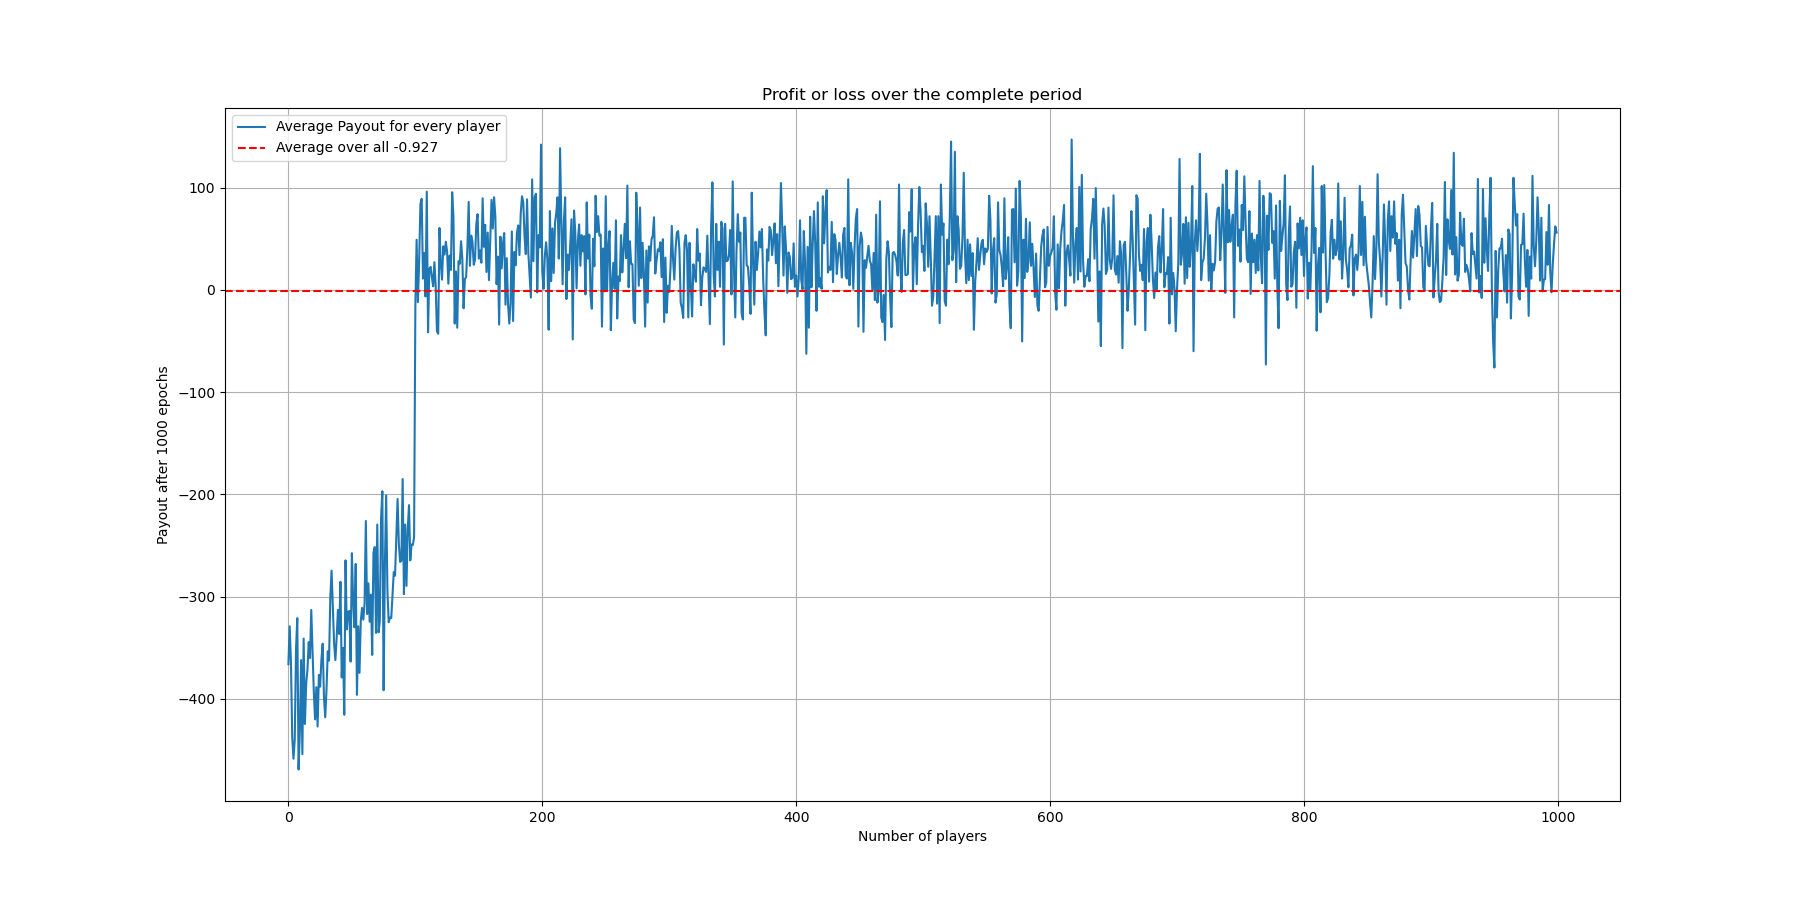 Profit or loss over the complete period
Average Payout for every player
Average over all -0.927
100
0
−100
−200
−300
−400
Payout after 1000 epochs
0
200
400
600
800
1000
Number of players